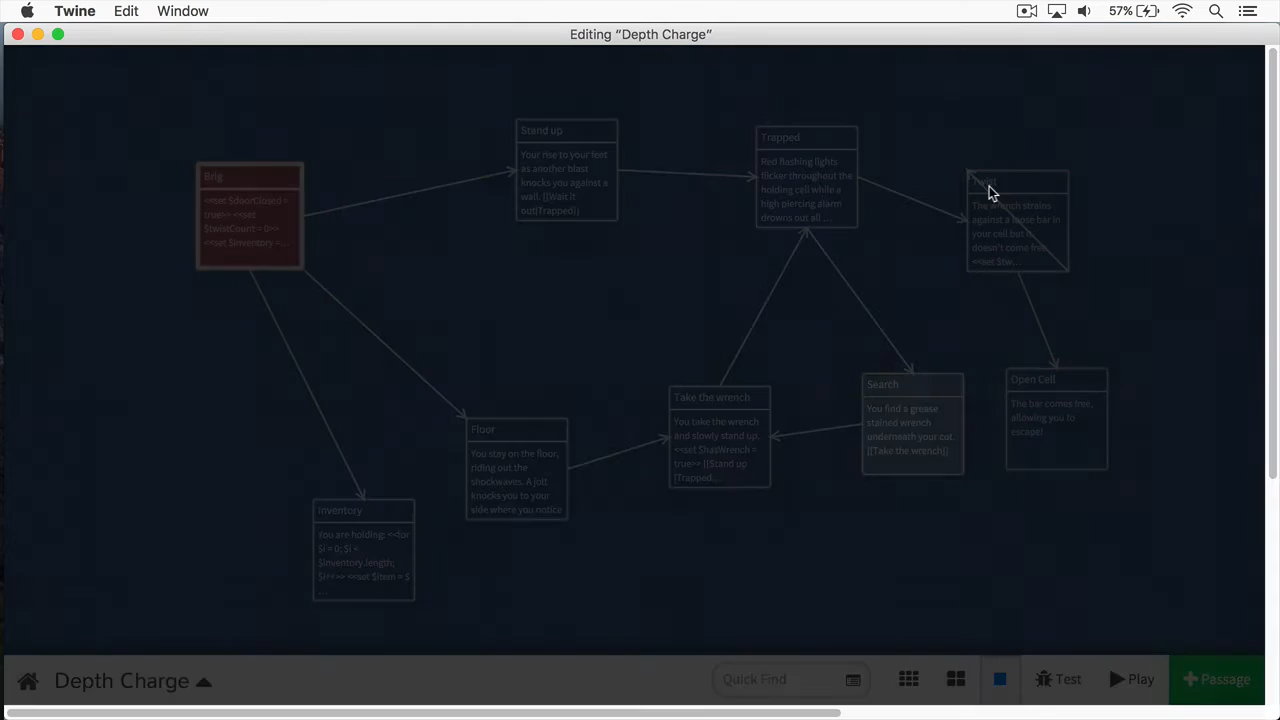 Twine Edit Window 57%
Editing “Depth Charge”
Stand up
Your rise to your feet
as another blast
knocks you against a
wall. [[Wait it
out|Trapped]]
Trapped
Red flashing lights
flicker throughout the
holding cell while a
high piercing alarm
drowns out all ...
Brig
<<set $doorClosed =
true>> <<set
$twistCount = 0>>
<<set $inventory =...
Twist
The wrench strains
against a loose bar in
your cell but it
doesn't come free.
<<set $tw...
Take the wrench
You take the wrench
and slowly stand up.
<<set $hasWrench =
true>> [[Stand up
|Trapped...
Search
You find a grease
stained wrench
underneath your cot.
[[Take the wrench]]
Open Cell
The bar comes free,
allowing you to
escape!
Floor
You stay on the floor,
riding out the
shockwaves. A jolt
knocks you to your
side where you notice
Inventory
You are holding: <<for
$i = 0; $i <
$inventory.length;
$i++>> <<set $item = $
...
Depth Charge
Quick Find
Test
Play
+Passage